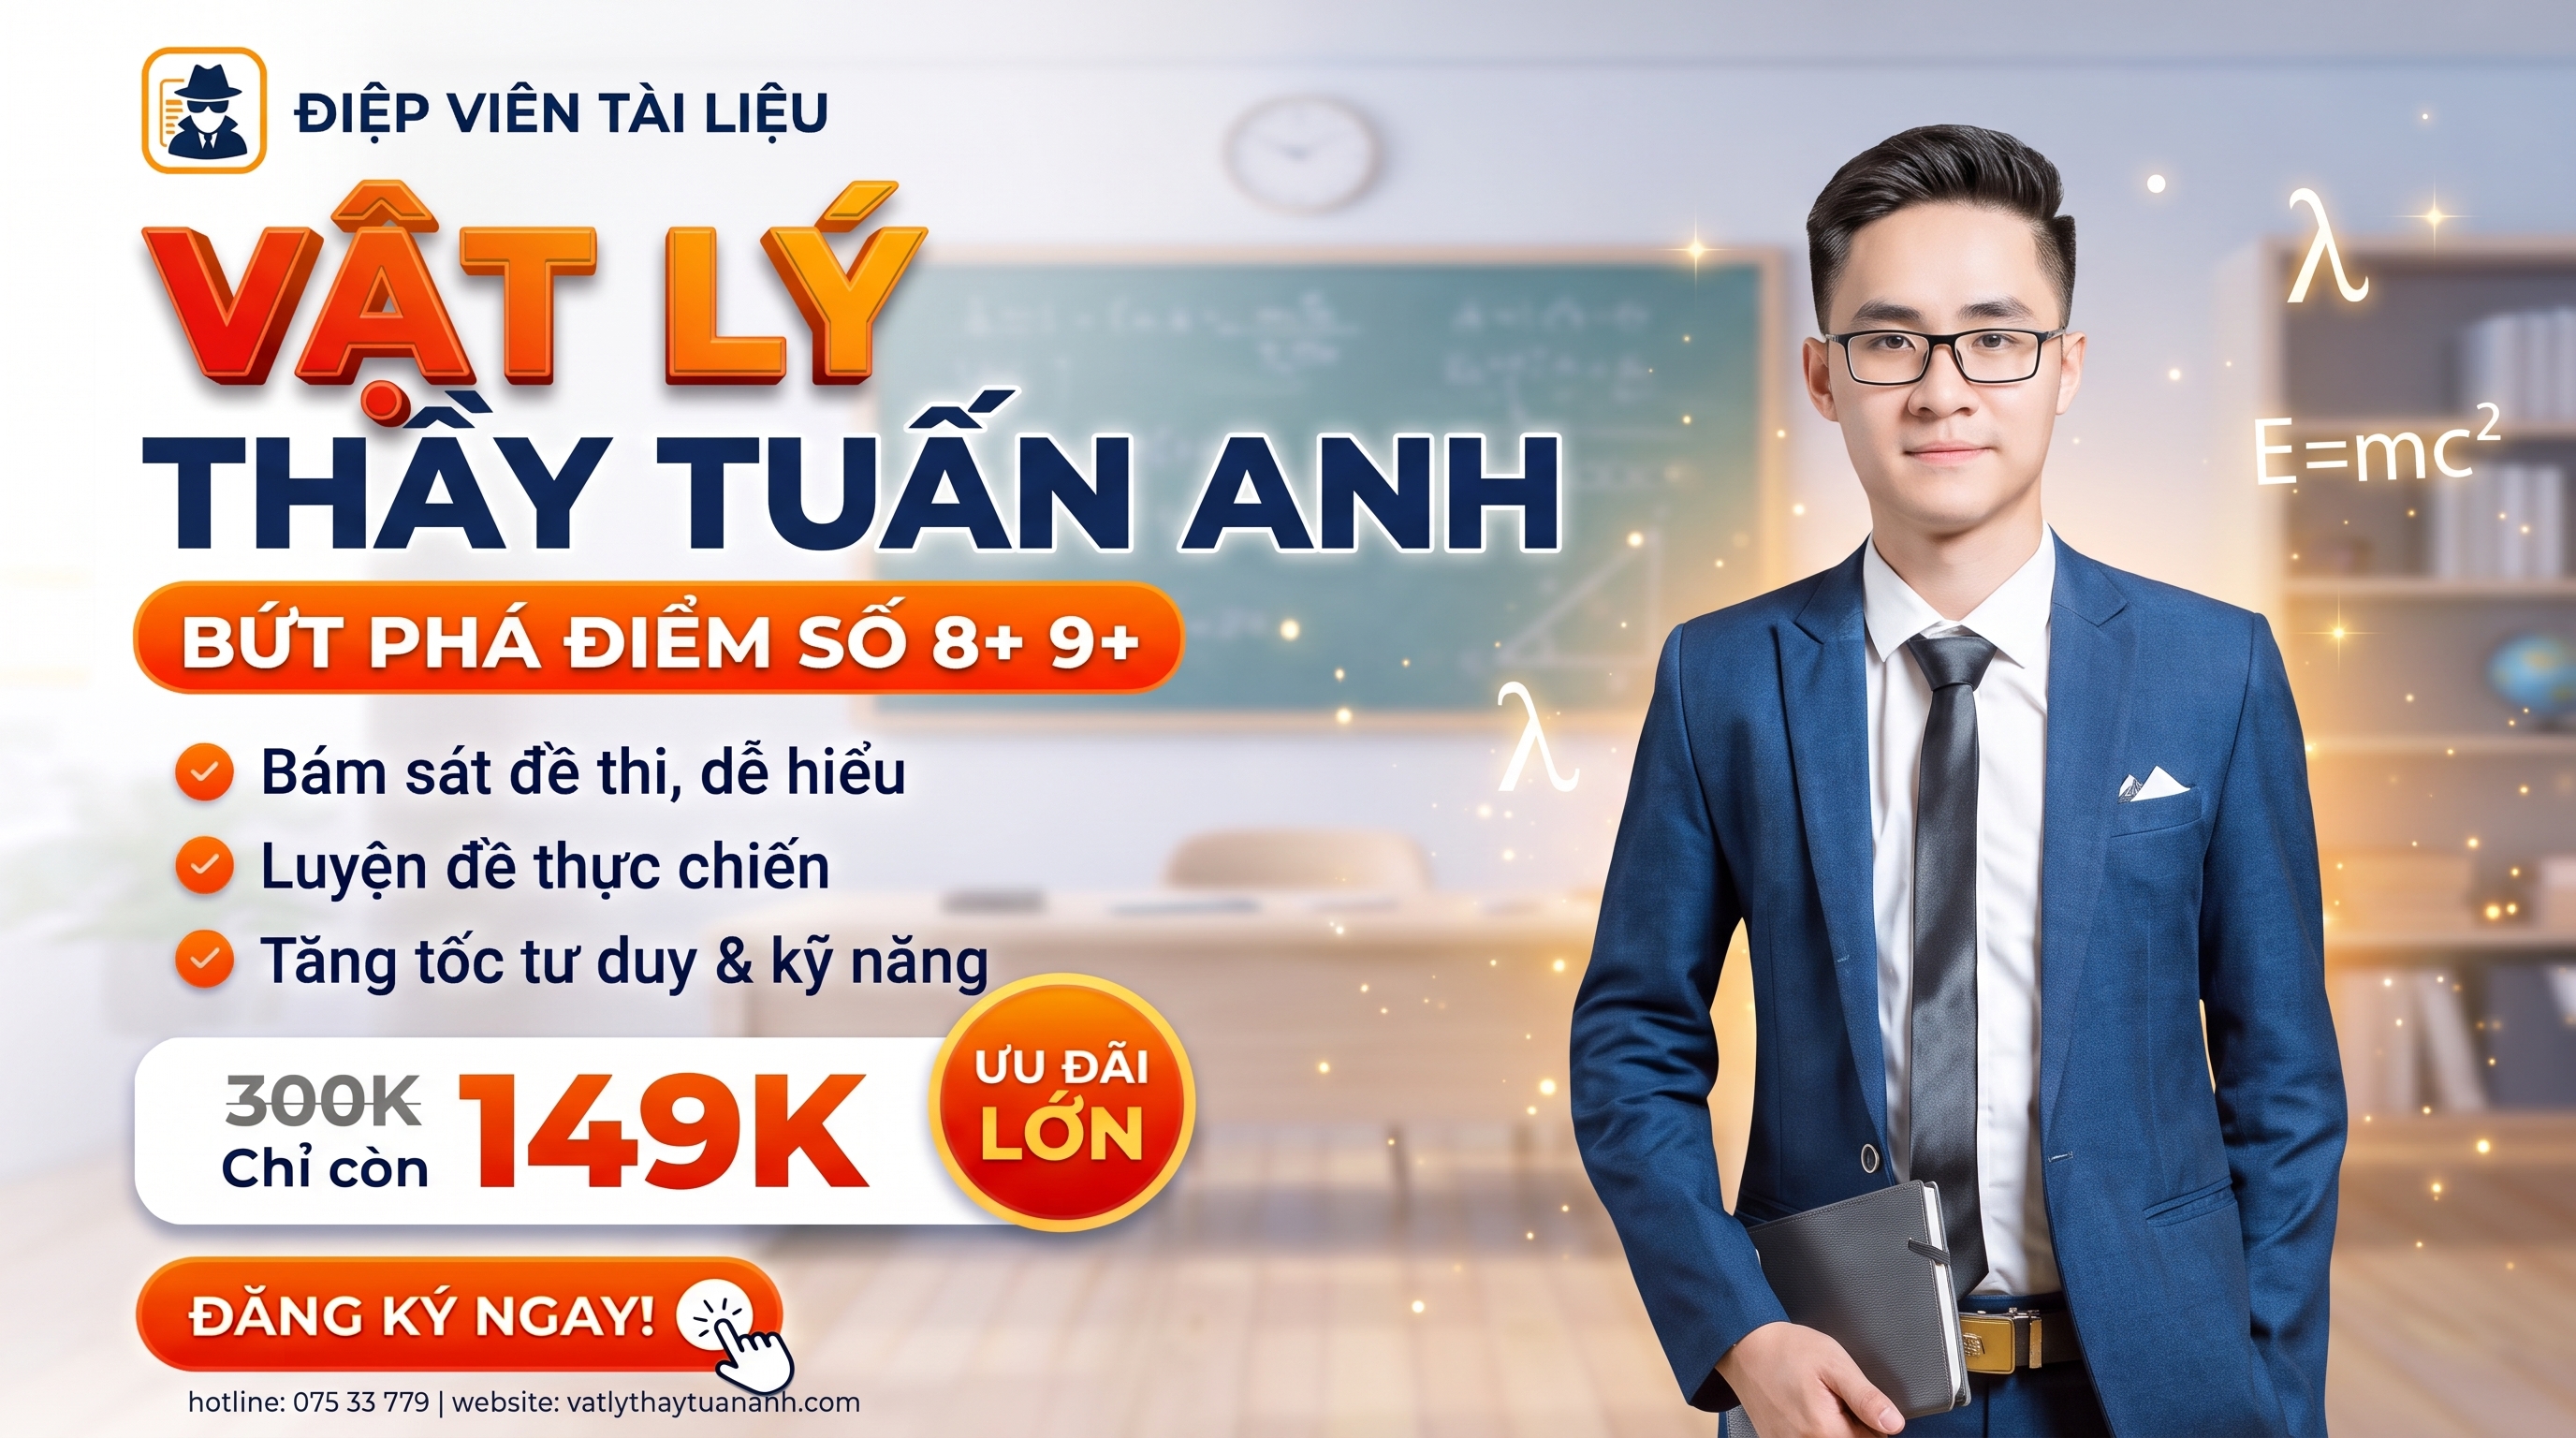 ĐIỆP VIÊN TÀI LIỆU
VẬT LÝ
THẦY TUẤN ANH
BỨT PHÁ ĐIỂM SỐ 8+ 9+
Bám sát đề thi, dễ hiểu
Luyện đề thực chiến
Tăng tốc tư duy & kỹ năng
300K
Chỉ còn
149K
ƯU ĐÃI
LỚN
ĐĂNG KÝ NGAY!
hotline: 075 33 779 | website: vatlythaytuananh.com
λ
E=mc²
λ